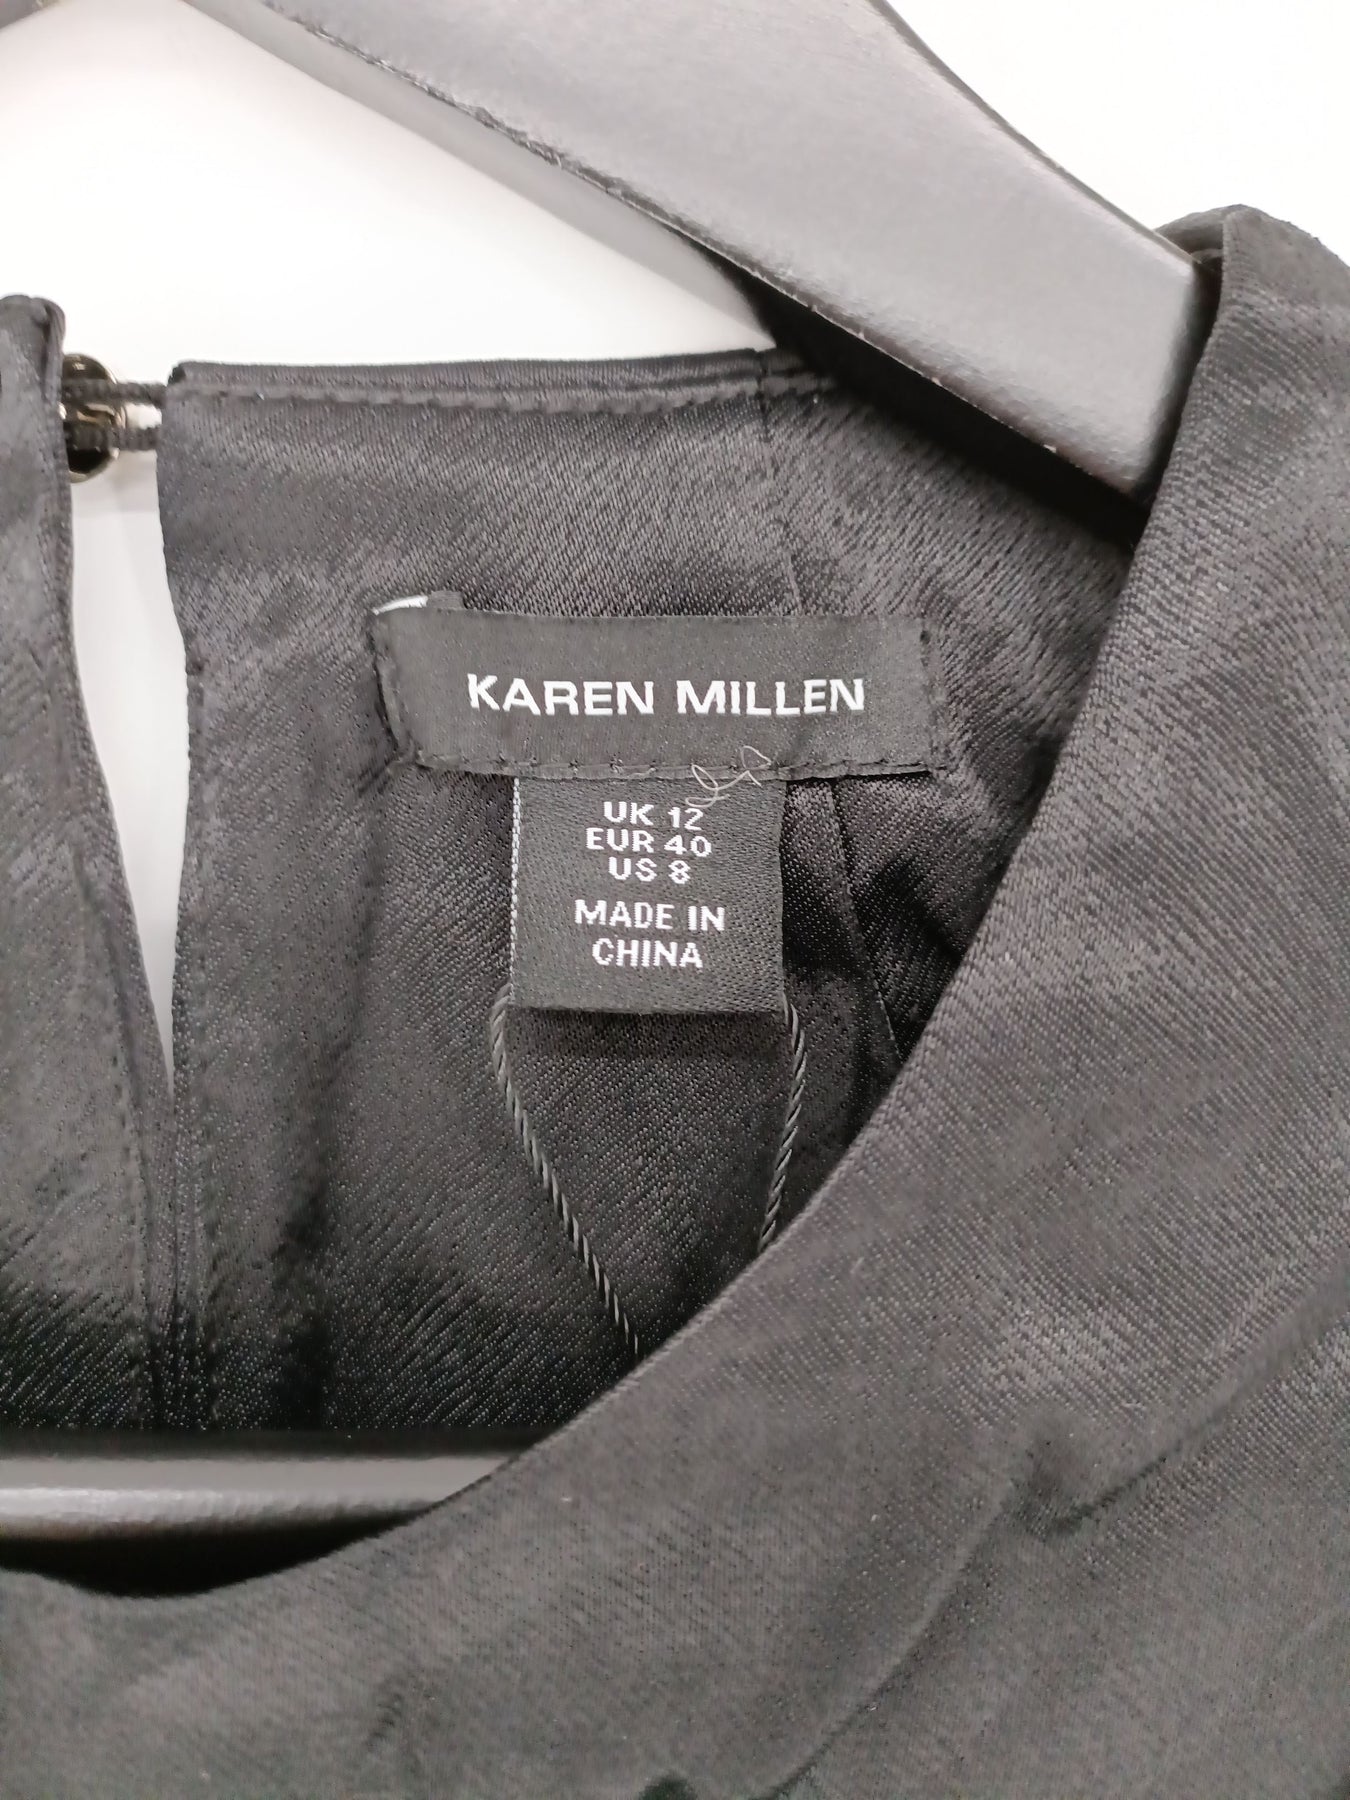 KAREN MILLEN
UK 12
EUR 40
US 8
MADE IN
CHINA